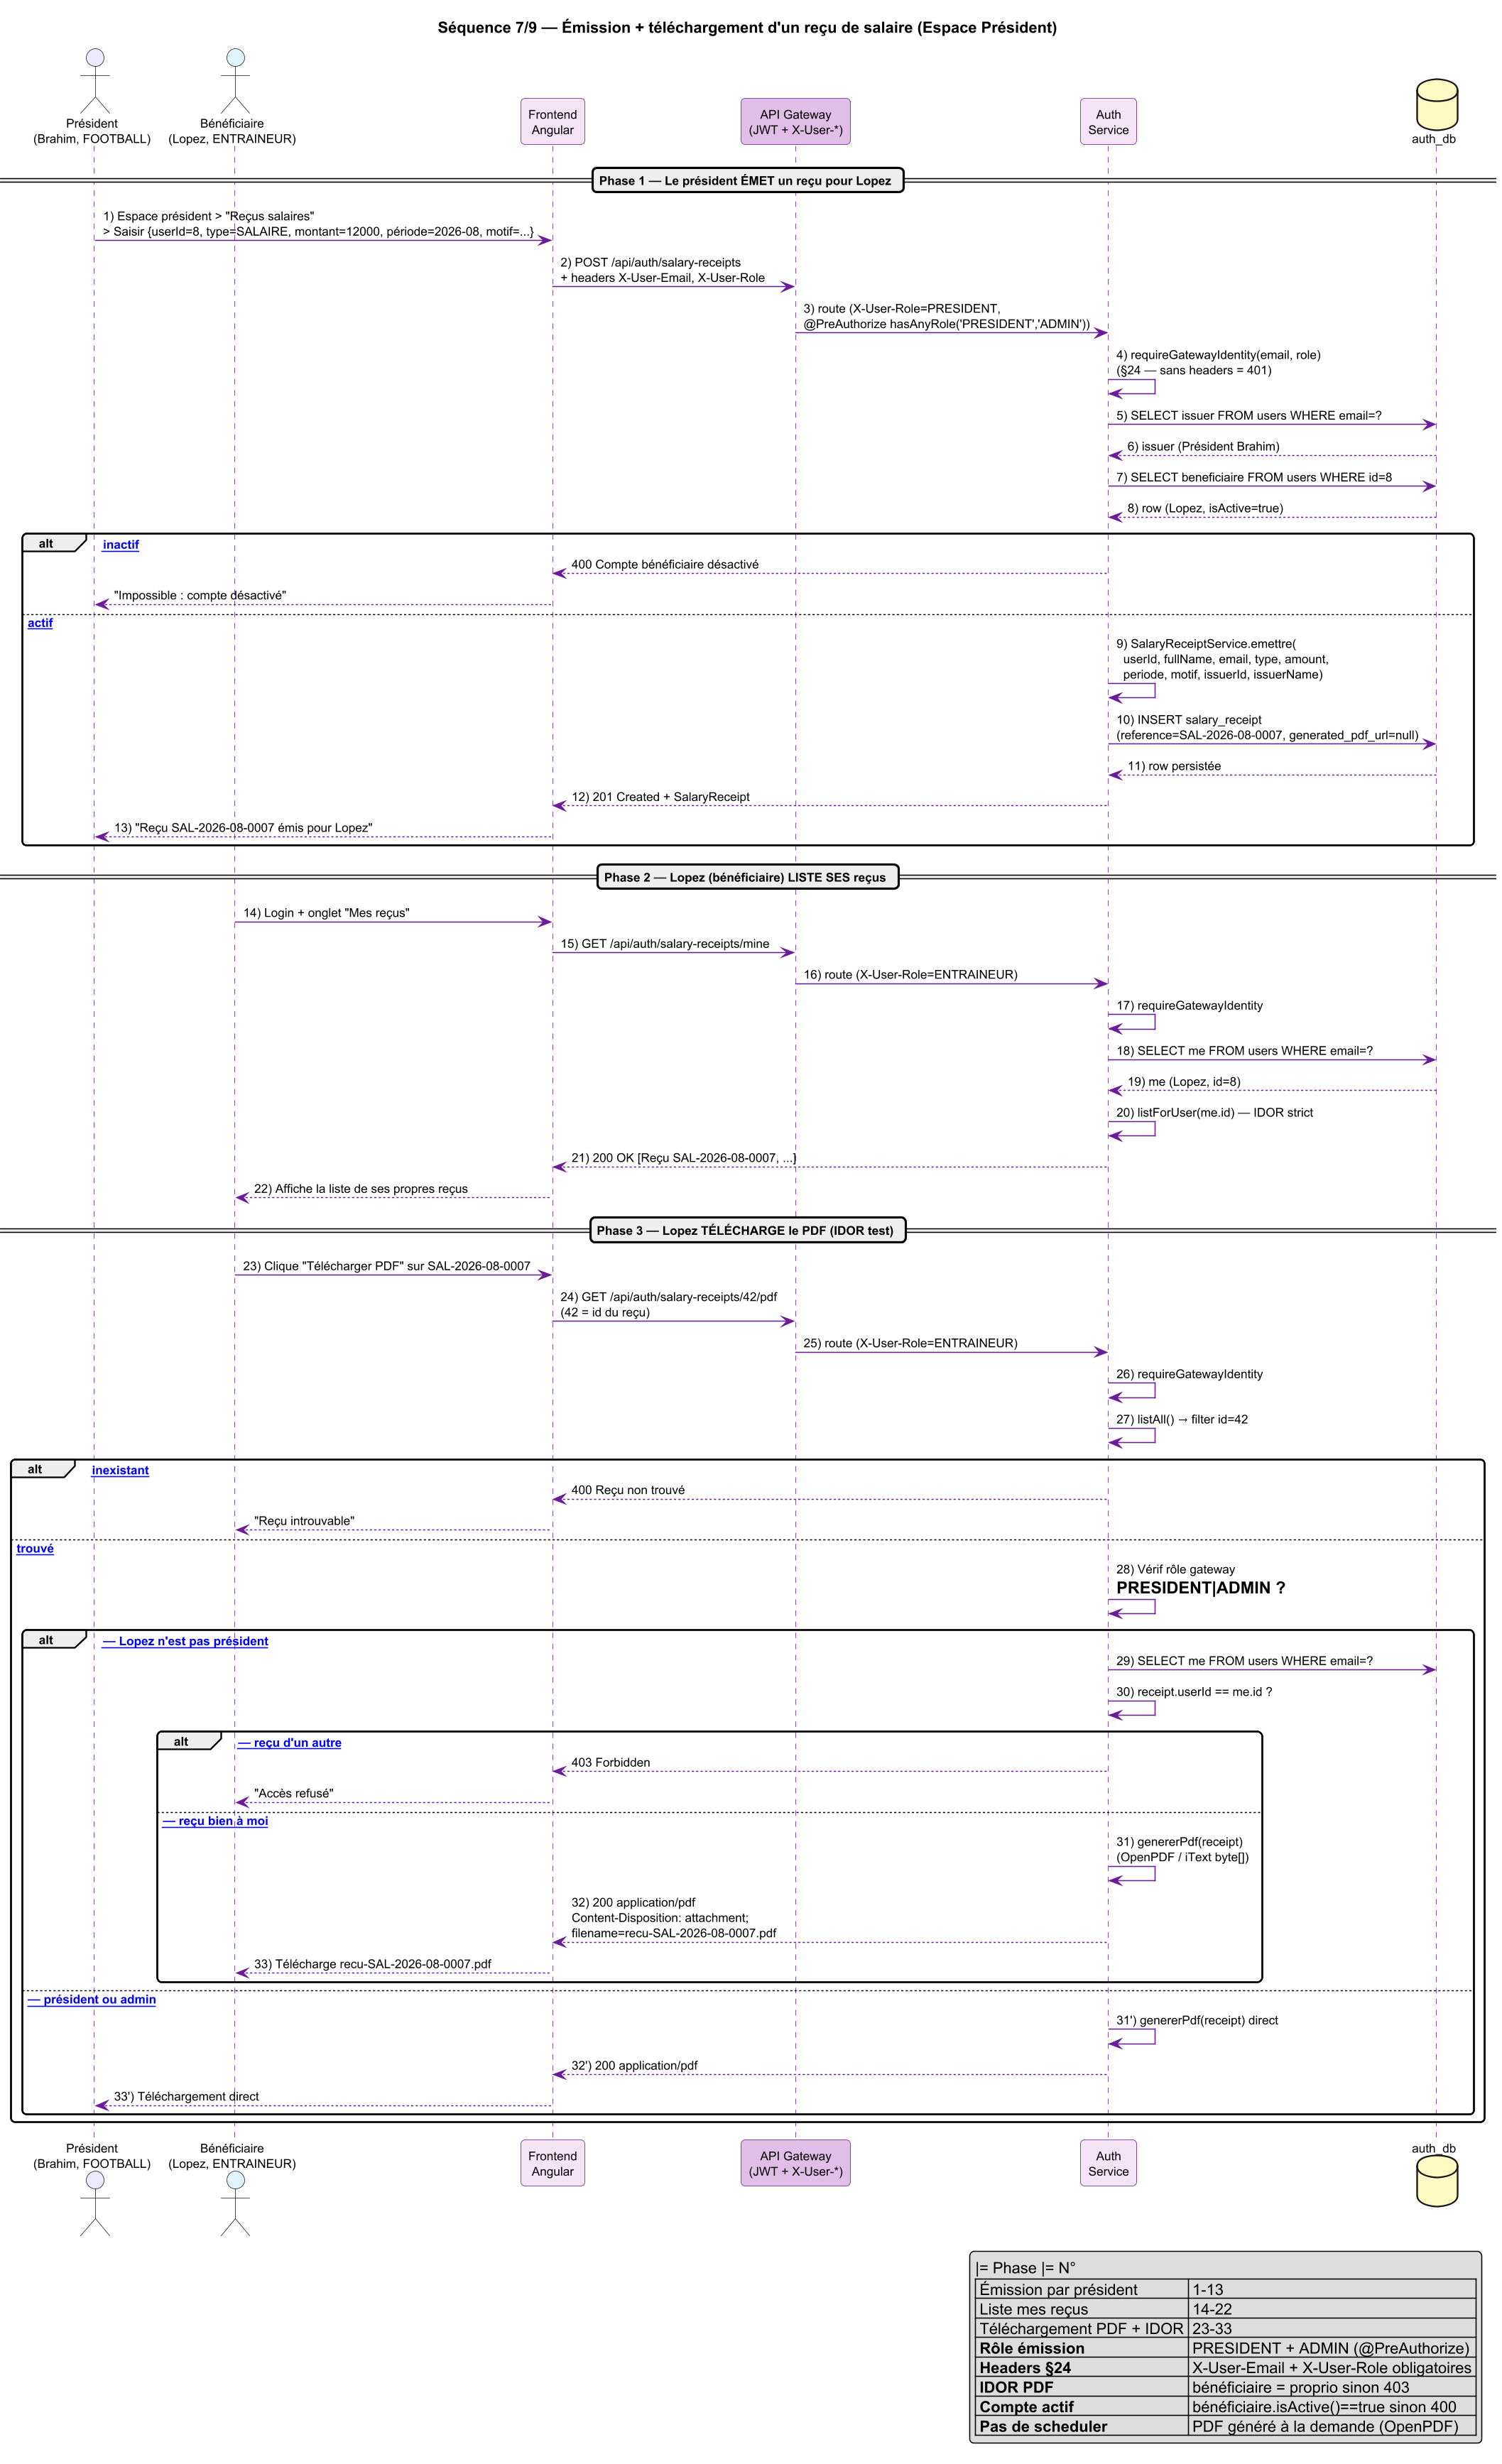 Séquence 7/9 — Émission + téléchargement d'un reçu de salaire (Espace Président)
Président
(Brahim, FOOTBALL)
Bénéficiaire
(Lopez, ENTRAINEUR)
Frontend
Angular
API Gateway
(JWT + X-User-*)
Auth
Service
auth_db
Phase 1 — Le président ÉMET un reçu pour Lopez
1) Espace président > "Reçus salaires"
> Saisir {userId=8, type=SALAIRE, montant=12000, période=2026-08, motif=...}
2) POST /api/auth/salary-receipts
+ headers X-User-Email, X-User-Role
3) route (X-User-Role=PRESIDENT,
@PreAuthorize hasAnyRole('PRESIDENT','ADMIN'))
4) requireGatewayIdentity(email, role)
(§24 — sans headers = 401)
5) SELECT issuer FROM users WHERE email=?
6) issuer (Président Brahim)
7) SELECT beneficiaire FROM users WHERE id=8
8) row (Lopez, isActive=true)
alt
inactif
400 Compte bénéficiaire désactivé
"Impossible : compte désactivé"
actif
9) SalaryReceiptService.emettre(
userId, fullName, email, type, amount,
periode, motif, issuerId, issuerName)
10) INSERT salary_receipt
(reference=SAL-2026-08-0007, generated_pdf_url=null)
11) row persistée
12) 201 Created + SalaryReceipt
13) "Reçu SAL-2026-08-0007 émis pour Lopez"
Phase 2 — Lopez (bénéficiaire) LISTE SES reçus
14) Login + onglet "Mes reçus"
15) GET /api/auth/salary-receipts/mine
16) route (X-User-Role=ENTRAINEUR)
17) requireGatewayIdentity
18) SELECT me FROM users WHERE email=?
19) me (Lopez, id=8)
20) listForUser(me.id) — IDOR strict
21) 200 OK [Reçu SAL-2026-08-0007, ...]
22) Affiche la liste de ses propres reçus
Phase 3 — Lopez TÉLÉCHARGE le PDF (IDOR test)
23) Clique "Télécharger PDF" sur SAL-2026-08-0007
24) GET /api/auth/salary-receipts/42/pdf
(42 = id du reçu)
25) route (X-User-Role=ENTRAINEUR)
26) requireGatewayIdentity
27) listAll() → filter id=42
alt
inexistant
400 Reçu non trouvé
"Reçu introuvable"
trouvé
28) Vérif rôle gateway
PRESIDENT|ADMIN ?
alt
— Lopez n'est pas président
29) SELECT me FROM users WHERE email=?
30) receipt.userId == me.id ?
alt
— reçu d'un autre
403 Forbidden
"Accès refusé"
— reçu bien à moi
31) genererPdf(receipt)
(OpenPDF / iText byte[])
32) 200 application/pdf
Content-Disposition: attachment;
filename=recu-SAL-2026-08-0007.pdf
33) Télécharge recu-SAL-2026-08-0007.pdf
— président ou admin
31') genererPdf(receipt) direct
32') 200 application/pdf
33') Téléchargement direct
Président
(Brahim, FOOTBALL)
Bénéficiaire
(Lopez, ENTRAINEUR)
Frontend
Angular
API Gateway
(JWT + X-User-*)
Auth
Service
auth_db
|= Phase |= N°
Émission par président 1-13
Liste mes reçus 14-22
Téléchargement PDF + IDOR 23-33
Rôle émission PRESIDENT + ADMIN (@PreAuthorize)
Headers §24 X-User-Email + X-User-Role obligatoires
IDOR PDF bénéficiaire = proprio sinon 403
Compte actif bénéficiaire.isActive()==true sinon 400
Pas de scheduler PDF généré à la demande (OpenPDF)